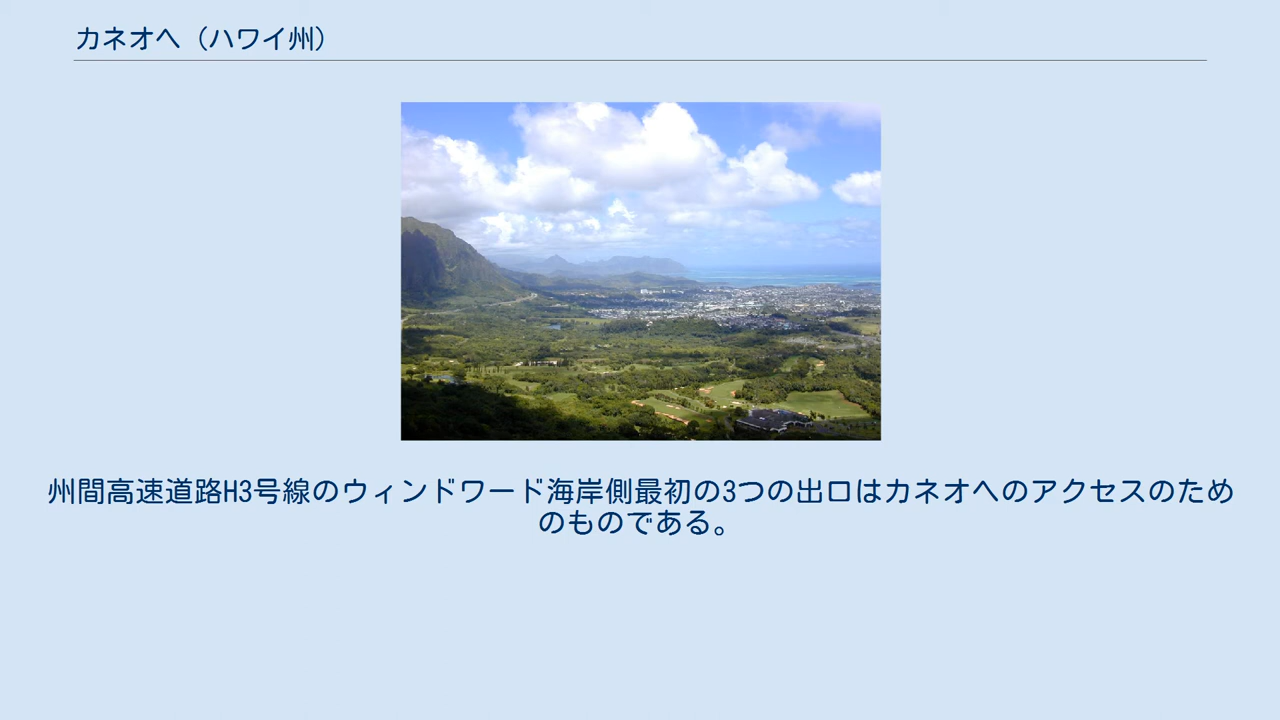 カネオヘ（ハワイ州）
州間高速道路H3号線のウィンドワード海岸側最初の3つの出口はカネオヘのアクセスのため
のものである。